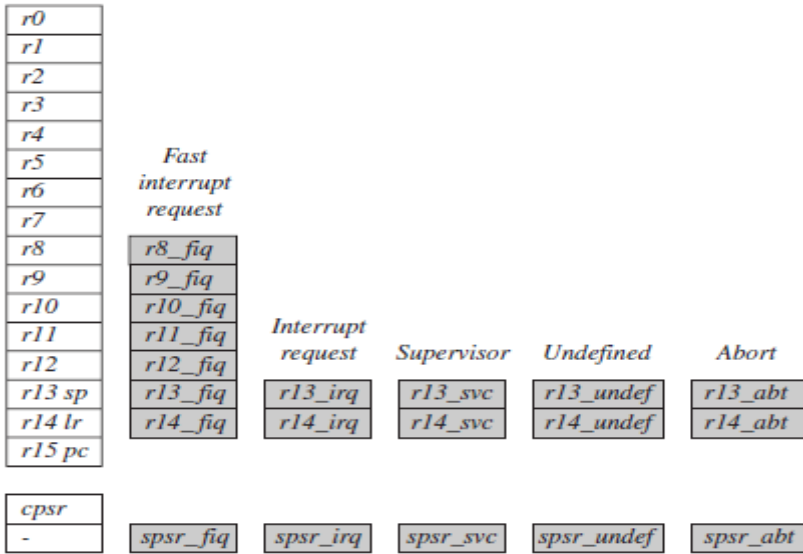 r0
r1
r2
r3
r4
r5
r6
r7
Fast
interrupt
request
r8 r8_fiq
r9 r9_fiq
r10 r10_fiq
r11 r11_fiq
r12 r12_fiq
Interrupt
request
Supervisor
Undefined
Abort
r13 sp r13_fiq r13_irq r13_svc r13_undef r13_abt
r14 lr r14_fiq r14_irq r14_svc r14_undef r14_abt
r15 pc
cpsr
- spsr_fiq spsr_irq spsr_svc spsr_undef spsr_abt